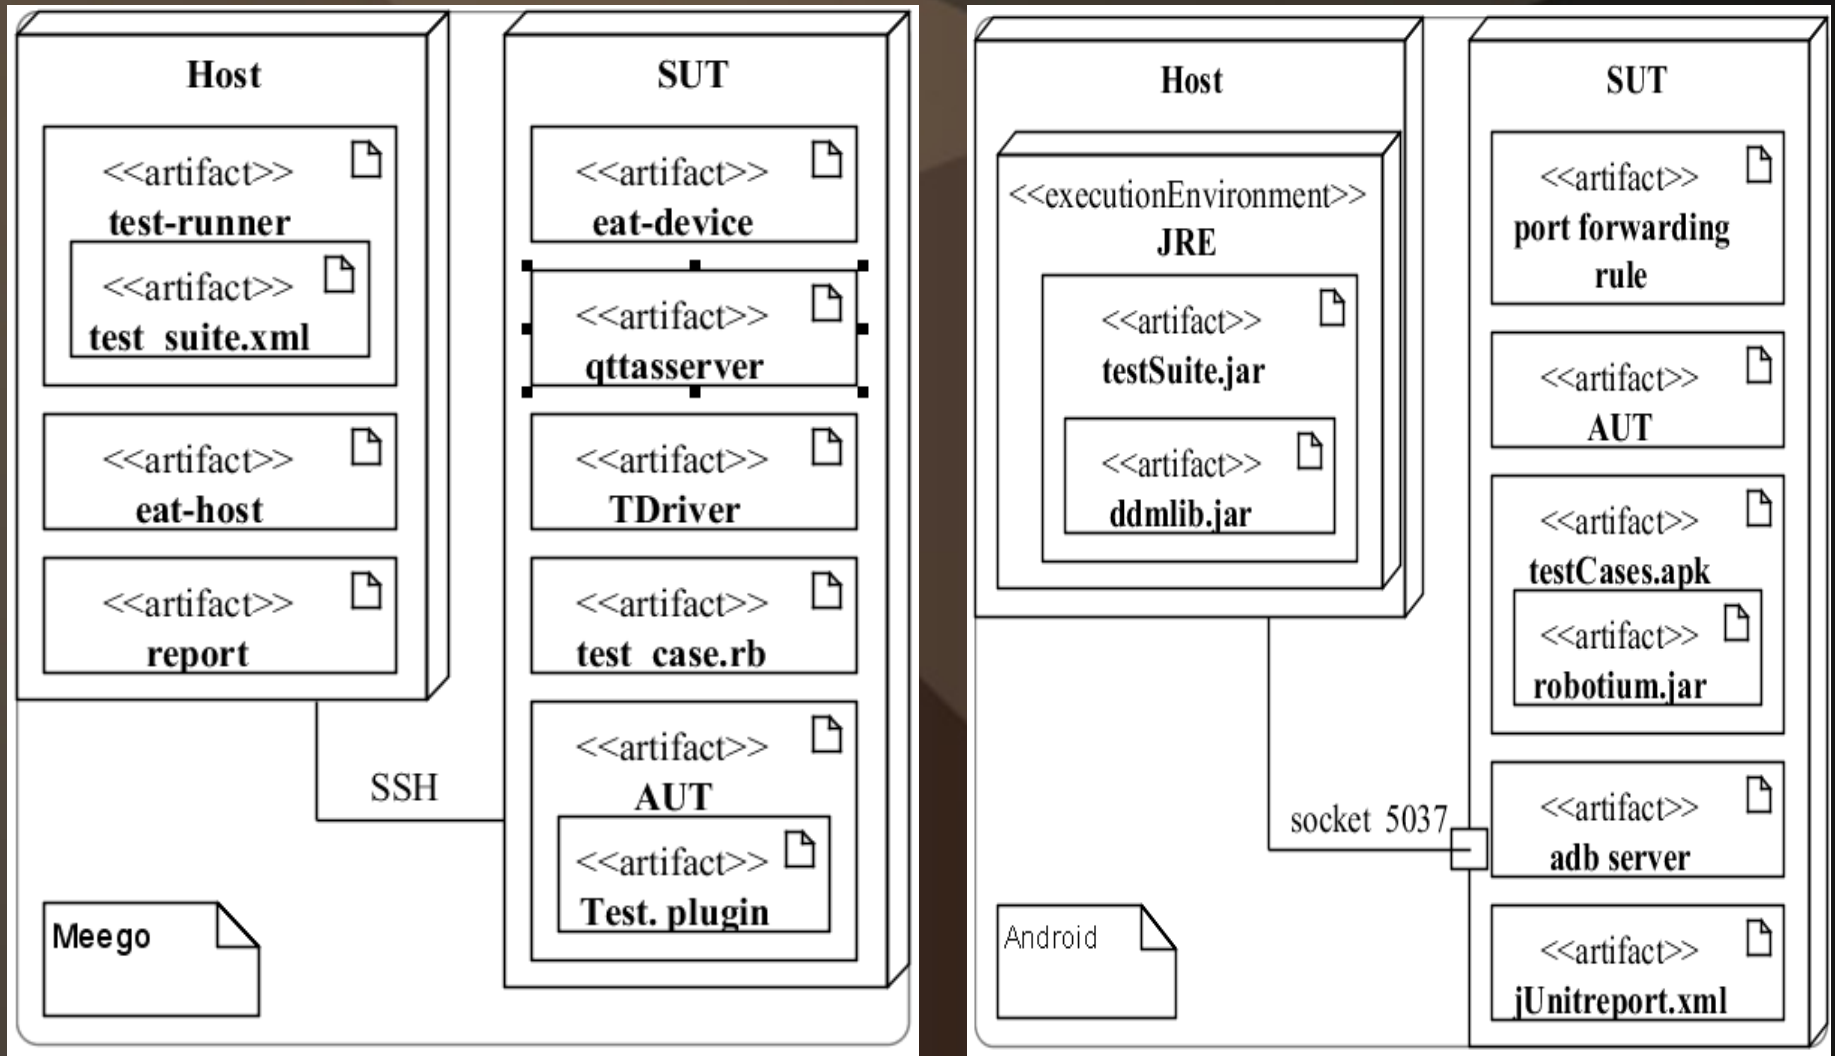 Host
<<artifact>>
test-runner
<<artifact>>
test_suite.xml
<<artifact>>
eat-host
<<artifact>>
report
SSH
Meego
SUT
<<artifact>>
eat-device
<<artifact>>
qttasserver
<<artifact>>
TDriver
<<artifact>>
test_case.rb
<<artifact>>
AUT
<<artifact>>
Test. plugin
Host
<<executionEnvironment>>
JRE
<<artifact>>
testSuite.jar
<<artifact>>
ddmlib.jar
socket 5037
Android
SUT
<<artifact>>
port forwarding
rule
<<artifact>>
AUT
<<artifact>>
testCases.apk
<<artifact>>
robotium.jar
<<artifact>>
adb server
<<artifact>>
jUnitreport.xml